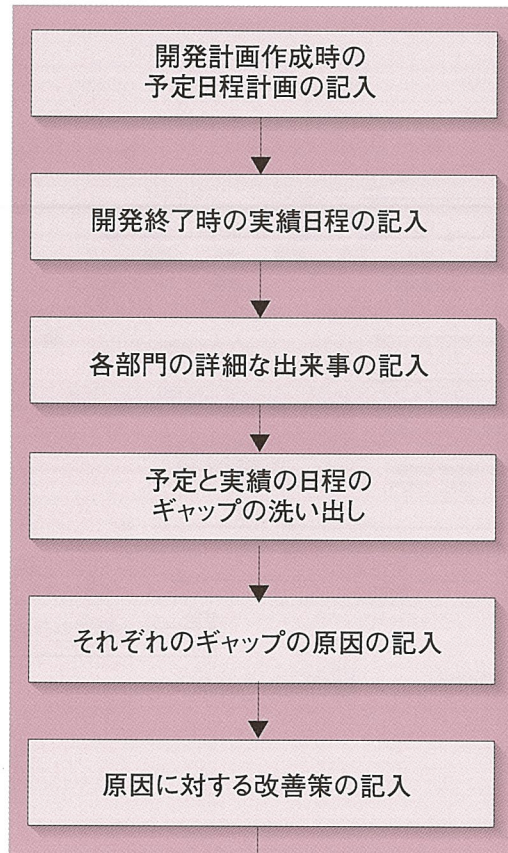 開発計画作成時の
予定日程計画の記入
開発終了時の実績日程の記入
各部門の詳細な出来事の記入
予定と実績の日程の
ギャップの洗い出し
それぞれのギャップの原因の記入
原因に対する改善策の記入